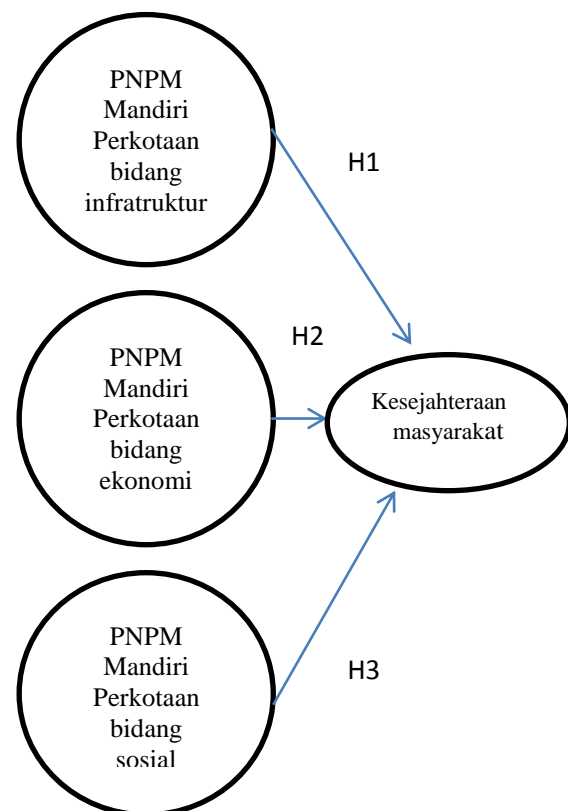 PNPM
Mandiri
Perkotaan
bidang
infratruktur
H1
PNPM
Mandiri
Perkotaan
bidang
ekonomi
H2
Kesejahteraan
masyarakat
PNPM
Mandiri
Perkotaan
bidang
sosial
H3